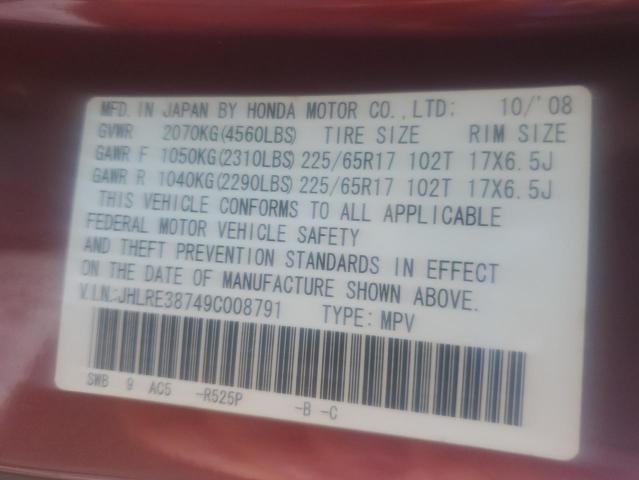 MFD. IN JAPAN BY HONDA MOTOR CO.,LTD: 10/'08
GVWR 2070KG(4560LBS) TIRE SIZE RIM SIZE
GAWR F 1050KG(2310LBS) 225/65R17 102T 17X6.5J
GAWR R 1040KG(2290LBS) 225/65R17 102T 17X6.5J
THIS VEHICLE CONFORMS TO ALL APPLICABLE
FEDERAL MOTOR VEHICLE SAFETY
AND THEFT PREVENTION STANDARDS IN EFFECT
ON THE DATE OF MANUFACTURE SHOWN ABOVE.
V.I.N.:JHLRE38749C008791 TYPE: MPV
SWB 9 AC5 -R525P -B -C